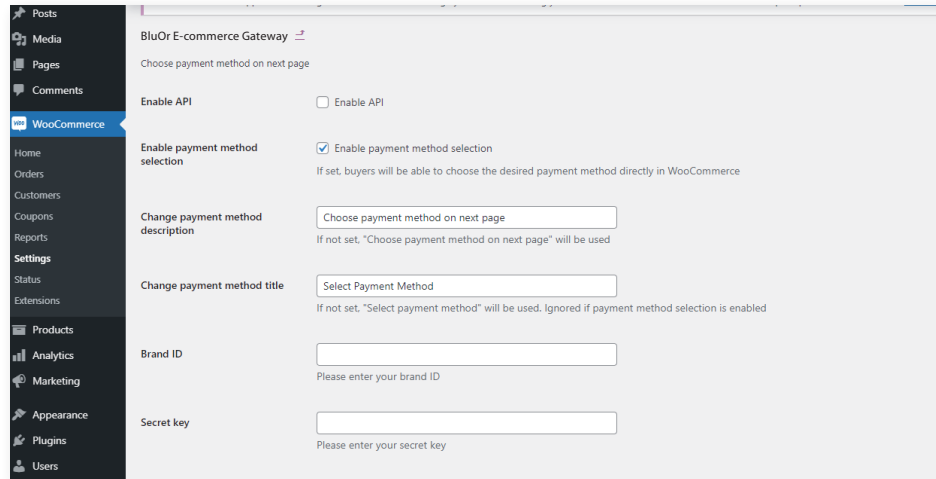 Posts
Media
Pages
Comments
WooCommerce
Home
Orders
Customers
Coupons
Reports
Settings
Status
Extensions
Products
Analytics
Marketing
Appearance
Plugins
Users
BluOr E-commerce Gateway
Choose payment method on next page
Enable API
Enable API
Enable payment method
selection
Enable payment method selection
If set, buyers will be able to choose the desired payment method directly in WooCommerce
Change payment method
description
Choose payment method on next page
If not set, "Choose payment method on next page" will be used
Change payment method title
Select Payment Method
If not set, "Select payment method" will be used. Ignored if payment method selection is enabled
Brand ID
Please enter your brand ID
Secret key
Please enter your secret key